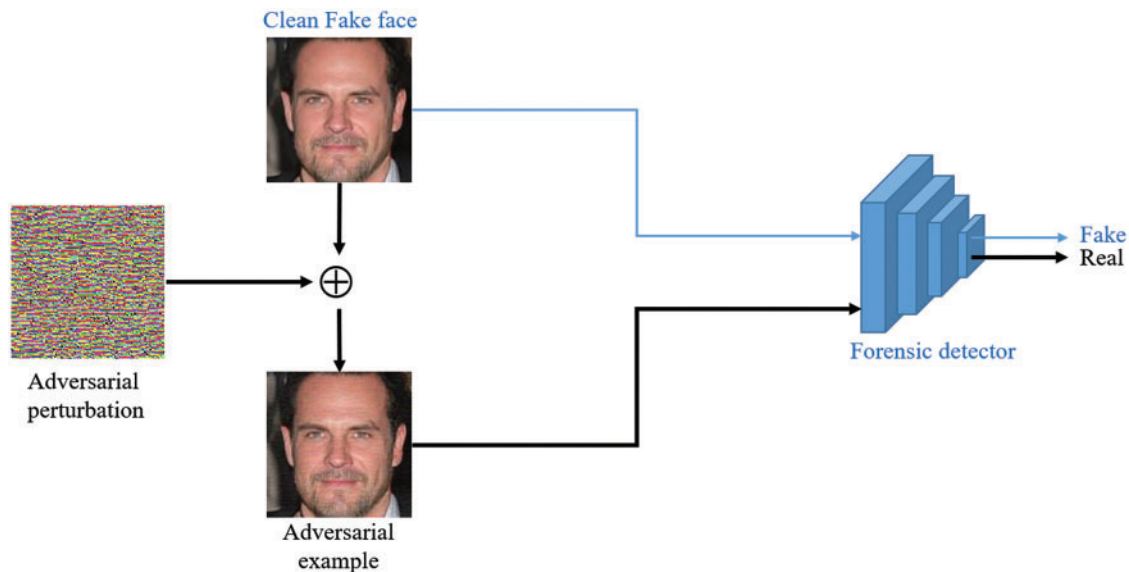 Clean Fake face
Adversarial
perturbation
Fake
Real
Forensic detector
Adversarial
example